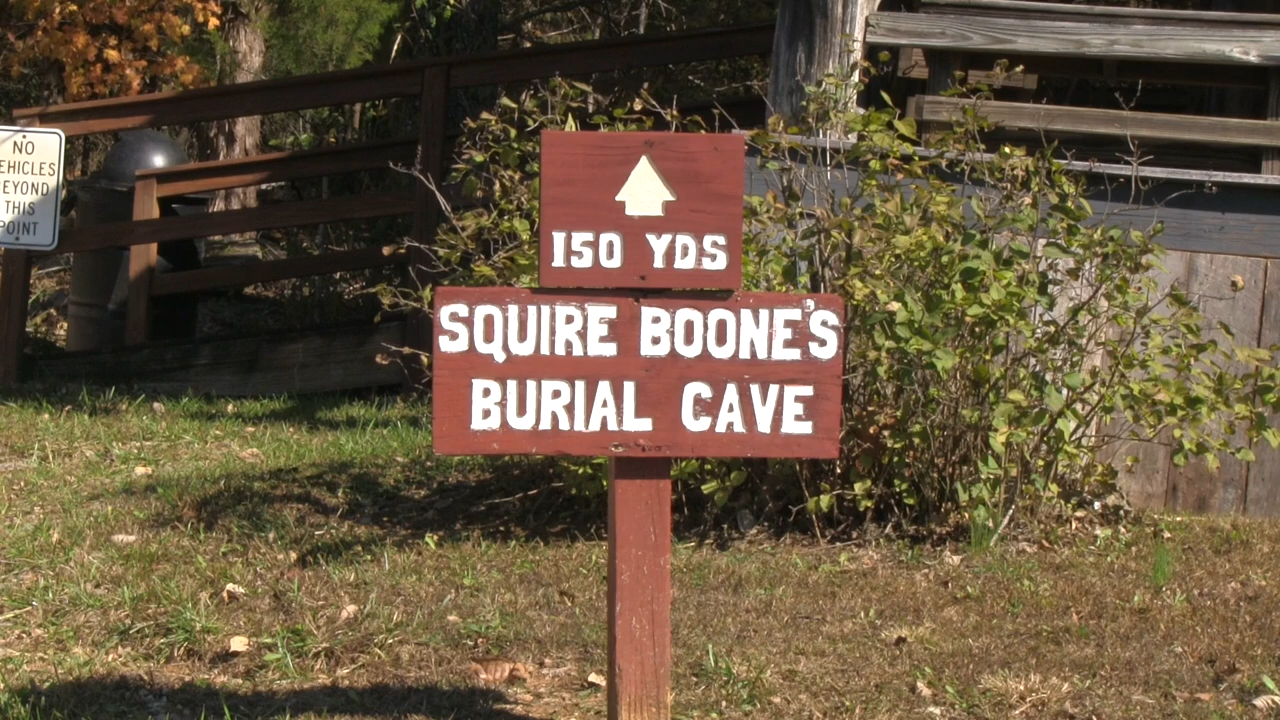 NO
EHICLES
EYOND
THIS
POINT
150 YDS
SQUIRE BOONE'S
BURIAL CAVE